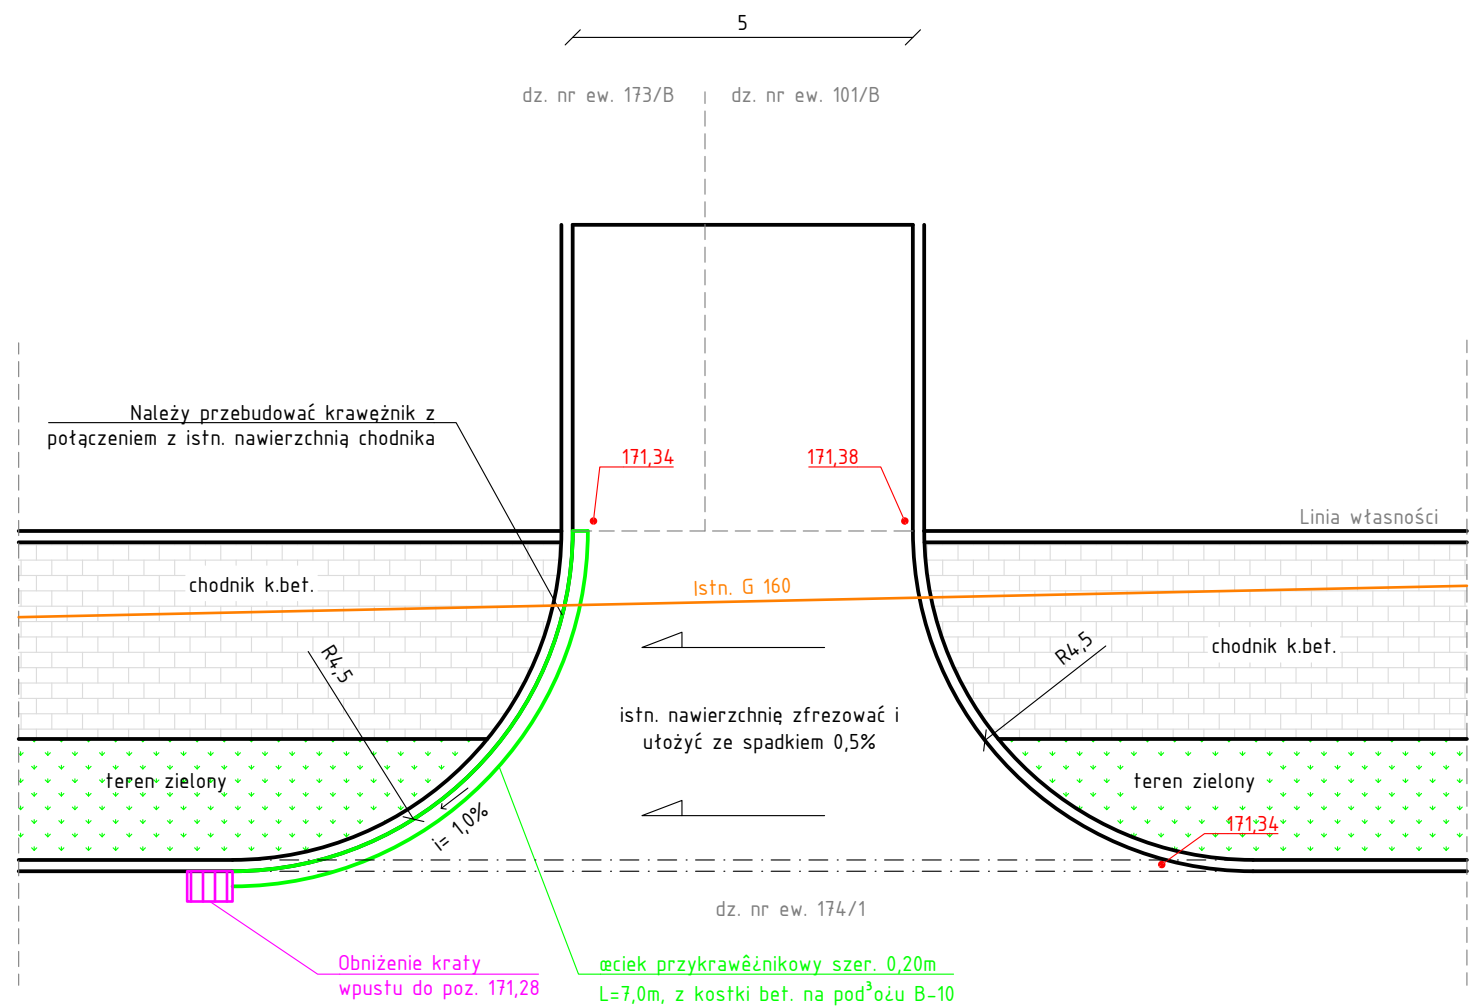 5
dz. nr ew. 173/B
dz. nr ew. 101/B
Należy przebudować krawężnik z
połączeniem z istn. nawierzchnią chodnika
171,34
171,38
Linia własności
chodnik k.bet.
Istn. G 160
R4,5
R4,5
chodnik k.bet.
istn. nawierzchnię zfrezować i
ułożyć ze spadkiem 0,5%
teren zielony
teren zielony
i= 1,0%
171,34
dz. nr ew. 174/1
Obniżenie kraty
wpustu do poz. 171,28
œciek przykrawê¿nikowy szer. 0,20m
L=7,0m, z kostki bet. na pod³o¿u B-10